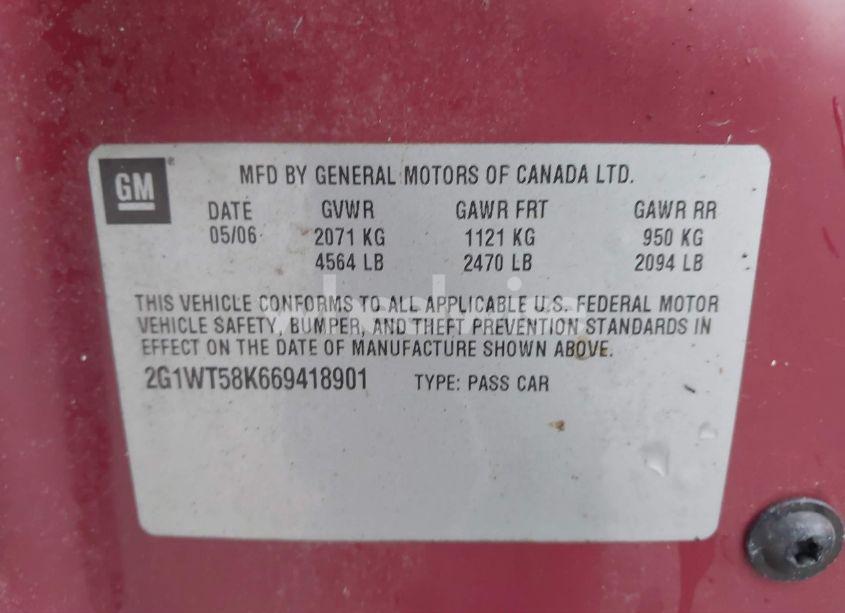 GM ®
MFD BY GENERAL MOTORS OF CANADA LTD.
DATE GVWR GAWR FRT GAWR RR
05/06 2071 KG 1121 KG 950 KG
4564 LB 2470 LB 2094 LB
THIS VEHICLE CONFORMS TO ALL APPLICABLE U.S. FEDERAL MOTOR
VEHICLE SAFETY, BUMPER, AND THEFT PREVENTION STANDARDS IN
EFFECT ON THE DATE OF MANUFACTURE SHOWN ABOVE.
2G1WT58K669418901 TYPE: PASS CAR